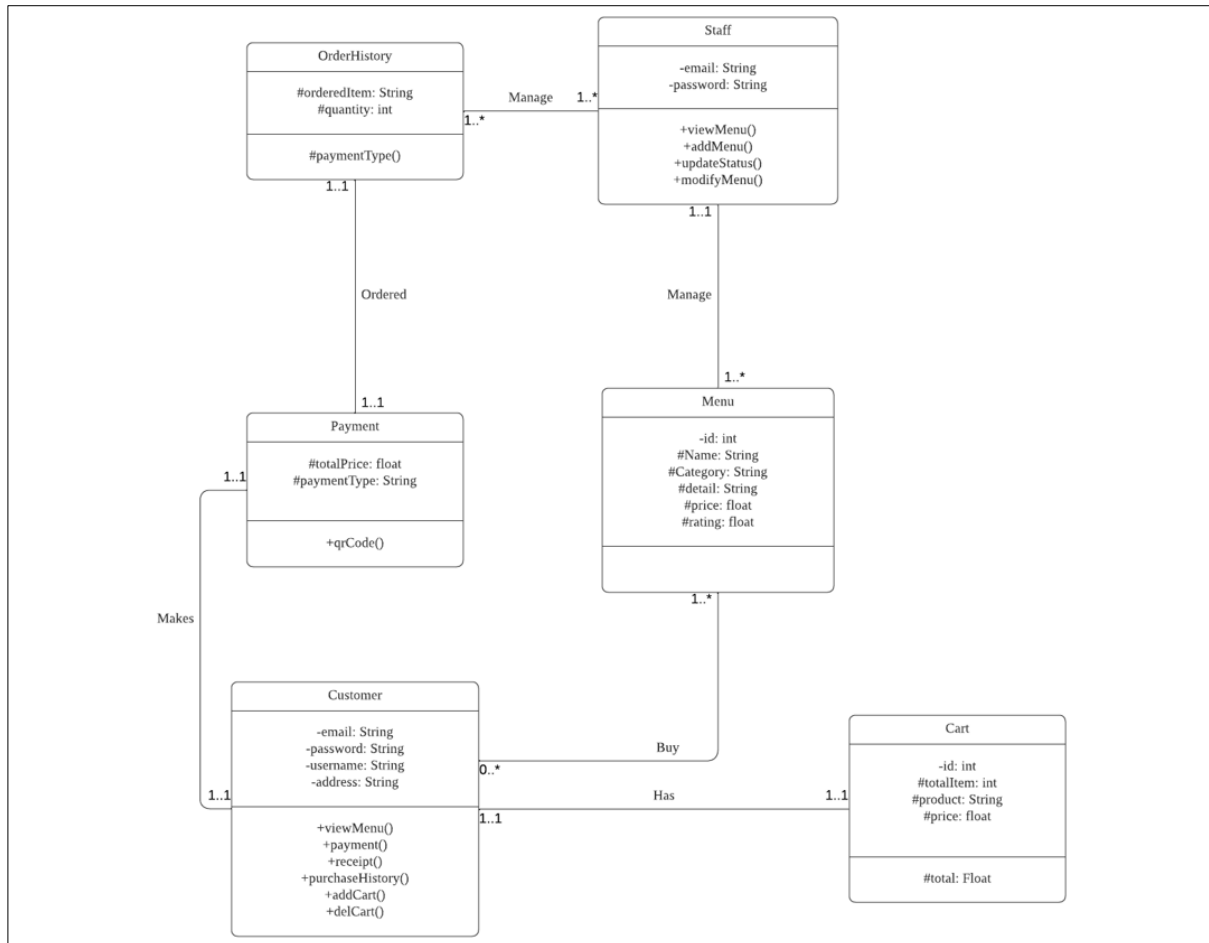 OrderHistory
#orderedItem: String
#quantity: int
#paymentType()
1..*
Manage
1..*
Staff
-email: String
-password: String
+viewMenu()
+addMenu()
+updateStatus()
+modifyMenu()
1..1
Ordered
1..1
1..1
Manage
1..*
Payment
#totalPrice: float
#paymentType: String
+qrCode()
1..1
Makes
1..1
Menu
-id: int
#Name: String
#Category: String
#detail: String
#price: float
#rating: float
1..*
Buy
0..*
Customer
-email: String
-password: String
-username: String
-address: String
+viewMenu()
+payment()
+receipt()
+purchaseHistory()
+addCart()
+delCart()
1..1
Has
1..1
Cart
-id: int
#totalItem: int
#product: String
#price: float
#total: Float